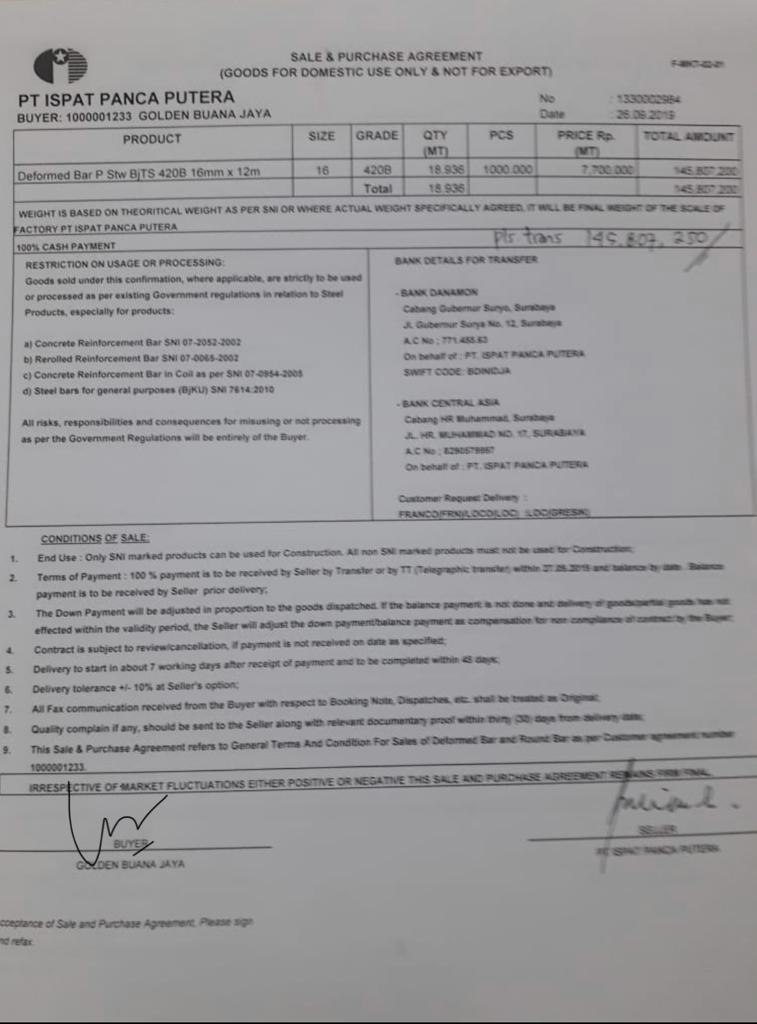 SALE & PURCHASE AGREEMENT
(GOODS FOR DOMESTIC USE ONLY & NOT FOR EXPORT)
PT ISPAT PANCA PUTERA
BUYER: 1000001233 GOLDEN BUANA JAYA
No : 1330002984
Date : 26.09.2019
PRODUCT SIZE GRADE QTY (MT) PCS PRICE Rp. (MT) TOTAL AMOUNT
Deformed Bar P Stw BjTS 420B 16mm x 12m 16 420B 18.936 1000.000 7,700.000 145.807.200
Total 18.936 145.807.200
WEIGHT IS BASED ON THEORITICAL WEIGHT AS PER SNI OR WHERE ACTUAL WEIGHT SPECIFICALLY AGREED, IT WILL BE FINAL WEIGHT OF THE SCALE OF
FACTORY PT ISPAT PANCA PUTERA
pls trans 145.807.250/
100% CASH PAYMENT
RESTRICTION ON USAGE OR PROCESSING:
Goods sold under this confirmation, where applicable, are strictly to be used
or processed as per existing Government regulations in relation to Steel
Products, especially for products:
a) Concrete Reinforcement Bar SNI 07-2052-2002
b) Rerolled Reinforcement Bar SNI 07-0065-2002
c) Concrete Reinforcement Bar in Coil as per SNI 07-0954-2005
d) Steel bars for general purposes (BjKU) SNI 7614:2010
All risks, responsibilities and consequences for misusing or not processing
as per the Government Regulations will be entirely of the Buyer.
BANK DETAILS FOR TRANSFER
- BANK DANAMON
Cabang Gubernur Suryo, Surabaya
JL Gubernur Surya No. 12, Surabaya
A.C No ; 771.455.63
On behalf of : PT. ISPAT PANCA PUTERA
SWIFT CODE: BDINIDJA
- BANK CENTRAL ASIA
Cabang HR Muhammad, Surabaya
JL. HR. MUHAMMAD NO. 17, SURABAYA
A.C No ;
On behalf of : PT. ISPAT PANCA PUTERA
Customer Request Delivery :
FRANCO(FRN)/LOCO(LOC) :LOC(GRESIK)
CONDITIONS OF SALE:
1. End Use : Only SNI marked products can be used for Construction. All non SNI marked products must not be used for Construction;
2. Terms of Payment : 100 % payment is to be received by Seller by Transfer or by TT (Telegraphic transfer) within 27.09.2019 and balance by date . Balance
payment is to be received by Seller prior delivery;
3. The Down Payment will be adjusted in proportion to the goods dispatched. If the balance payment is not done and delivery of goods/partial goods has not
effected within the validity period, the Seller will adjust the down payment/balance payment as compensation for non compliance of contract by the Buyer;
4. Contract is subject to review/cancellation, if payment is not received on date as specified;
5. Delivery to start in about 7 working days after receipt of payment and to be completed within 45 days;
6. Delivery tolerance +/- 10% at Seller's option;
7. All Fax communication received from the Buyer with respect to Booking Note, Dispatches, etc. shall be treated as Original;
8. Quality complain if any, should be sent to the Seller along with relevant documentary proof within thirty (30) days from delivery date;
9. This Sale & Purchase Agreement refers to General Terms And Condition For Sales of Deformed Bar and Round Bar as per Customer agreement number
1000001233.
IRRESPECTIVE OF MARKET FLUCTUATIONS EITHER POSITIVE OR NEGATIVE THIS SALE AND PURCHASE AGREEMENT REMAINS FIRM FINAL
BUYER
GOLDEN BUANA JAYA
SELLER
PT ISPAT PANCA PUTERA
cceptance of Sale and Purchase Agreement, Please sign
nd refax.